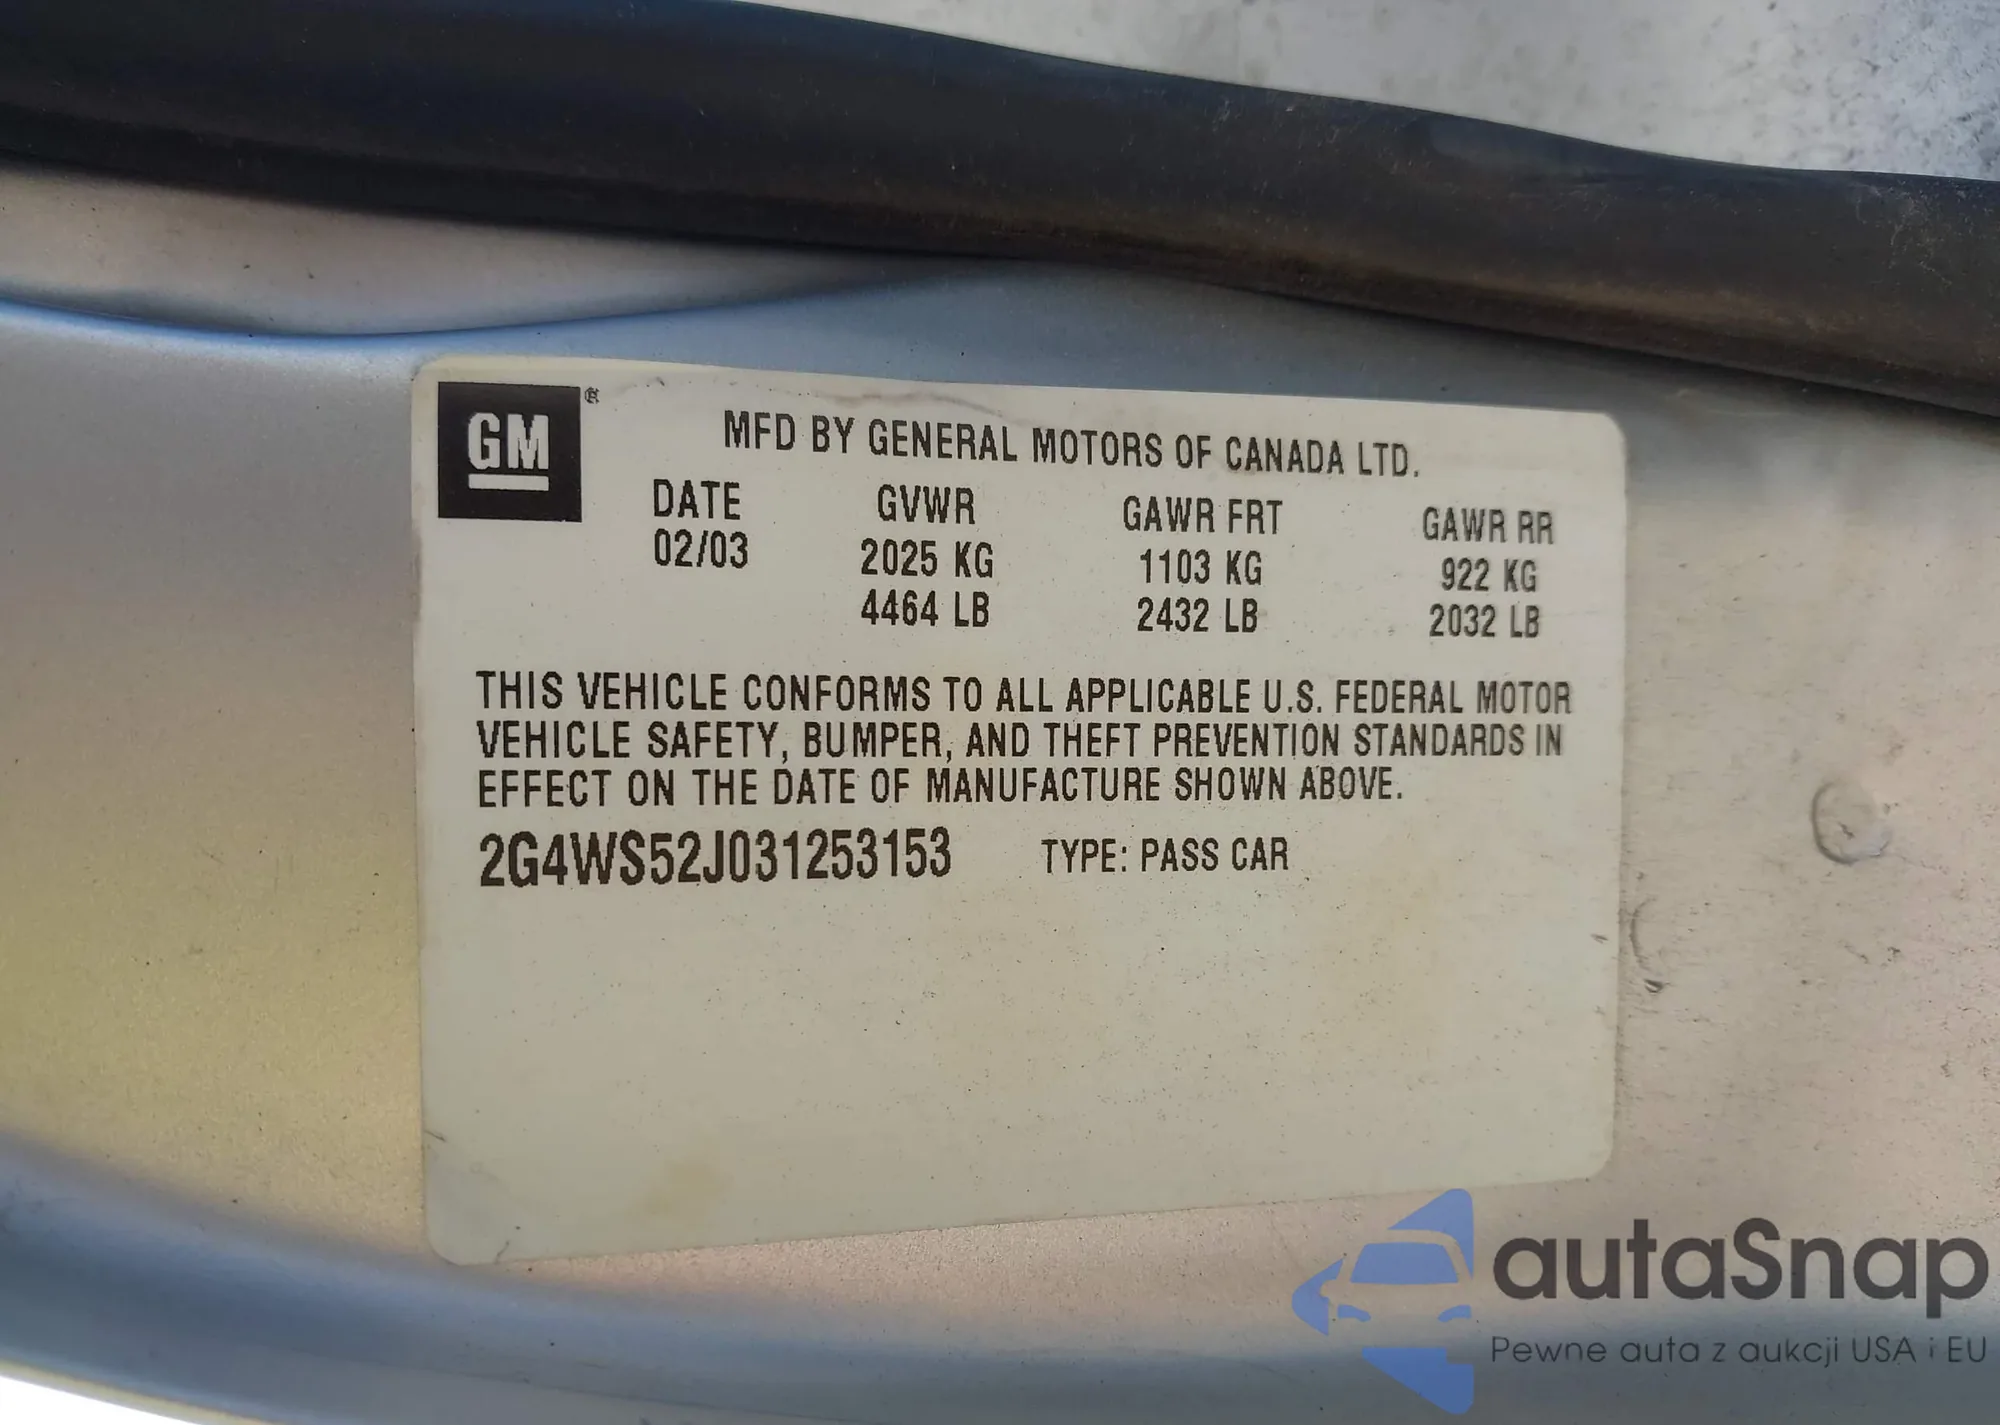 GM®
MFD BY GENERAL MOTORS OF CANADA LTD.
DATE GVWR GAWR FRT GAWR RR
02/03 2025 KG 1103 KG 922 KG
4464 LB 2432 LB 2032 LB
THIS VEHICLE CONFORMS TO ALL APPLICABLE U.S. FEDERAL MOTOR
VEHICLE SAFETY, BUMPER, AND THEFT PREVENTION STANDARDS IN
EFFECT ON THE DATE OF MANUFACTURE SHOWN ABOVE.
2G4WS52J031253153 TYPE: PASS CAR
autaSnap
Pewne auta z aukcji USA i EU